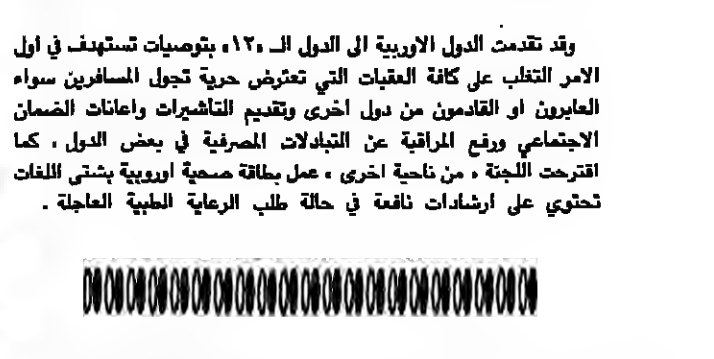 وقد تقدمت الدول الاوربية الى الدول الـ «١٢» بتوصيات تستهدف في اول
الامر التغلب على كافة العقبات التي تعترض حرية تجول المسافرين سواء
العابرون او القادمون من دول اخرى وتقديم التأشيرات واعانات الضمان
الاجتماعي ورفع المراقبة عن التبادلات المصرفية في بعض الدول ، كما
اقترحت اللجنة ، من ناحية اخرى ، عمل بطاقة صحية اوروبية بشتى اللغات
تحتوي على ارشادات نافعة في حالة طلب الرعاية الطبية العاجلة .